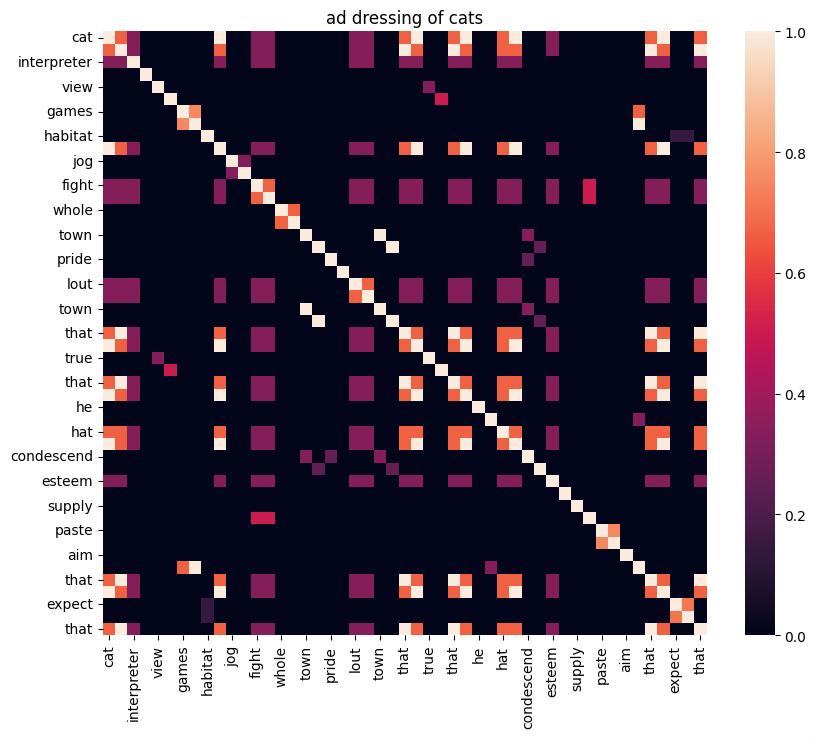 ad dressing of cats
cat
interpreter
view
games
habitat
jog
fight
whole
town
pride
lout
town
that
true
that
he
hat
condescend
esteem
supply
paste
aim
that
expect
that
1.0
0.8
0.6
0.4
0.2
0.0
cat
interpreter
view
games
habitat
jog
fight
whole
town
pride
lout
town
that
true
that
he
hat
condescend
esteem
supply
paste
aim
that
expect
that